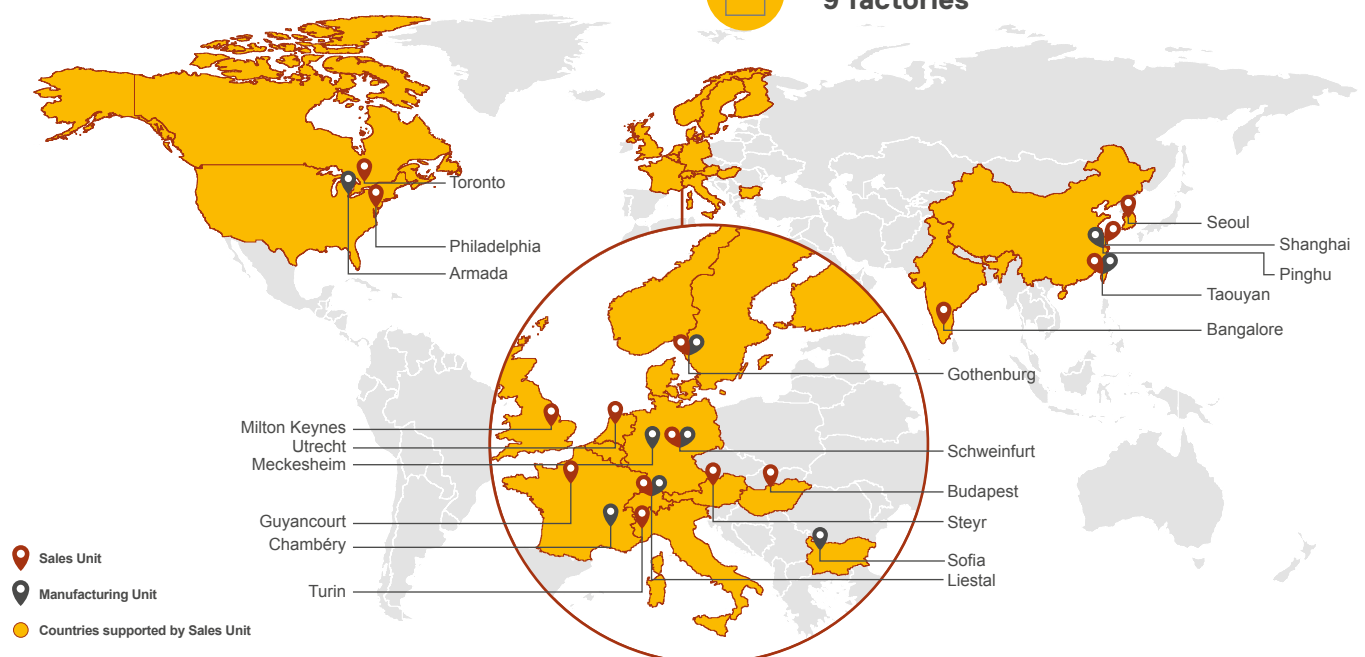 9 factories
Toronto
Philadelphia
Armada
Seoul
Shanghai
Pinghu
Taouyan
Bangalore
Gothenburg
Milton Keynes
Utrecht
Meckesheim
Schweinfurt
Budapest
Guyancourt
Steyr
Chambéry
Sofia
Liestal
Turin
Sales Unit
Manufacturing Unit
Countries supported by Sales Unit